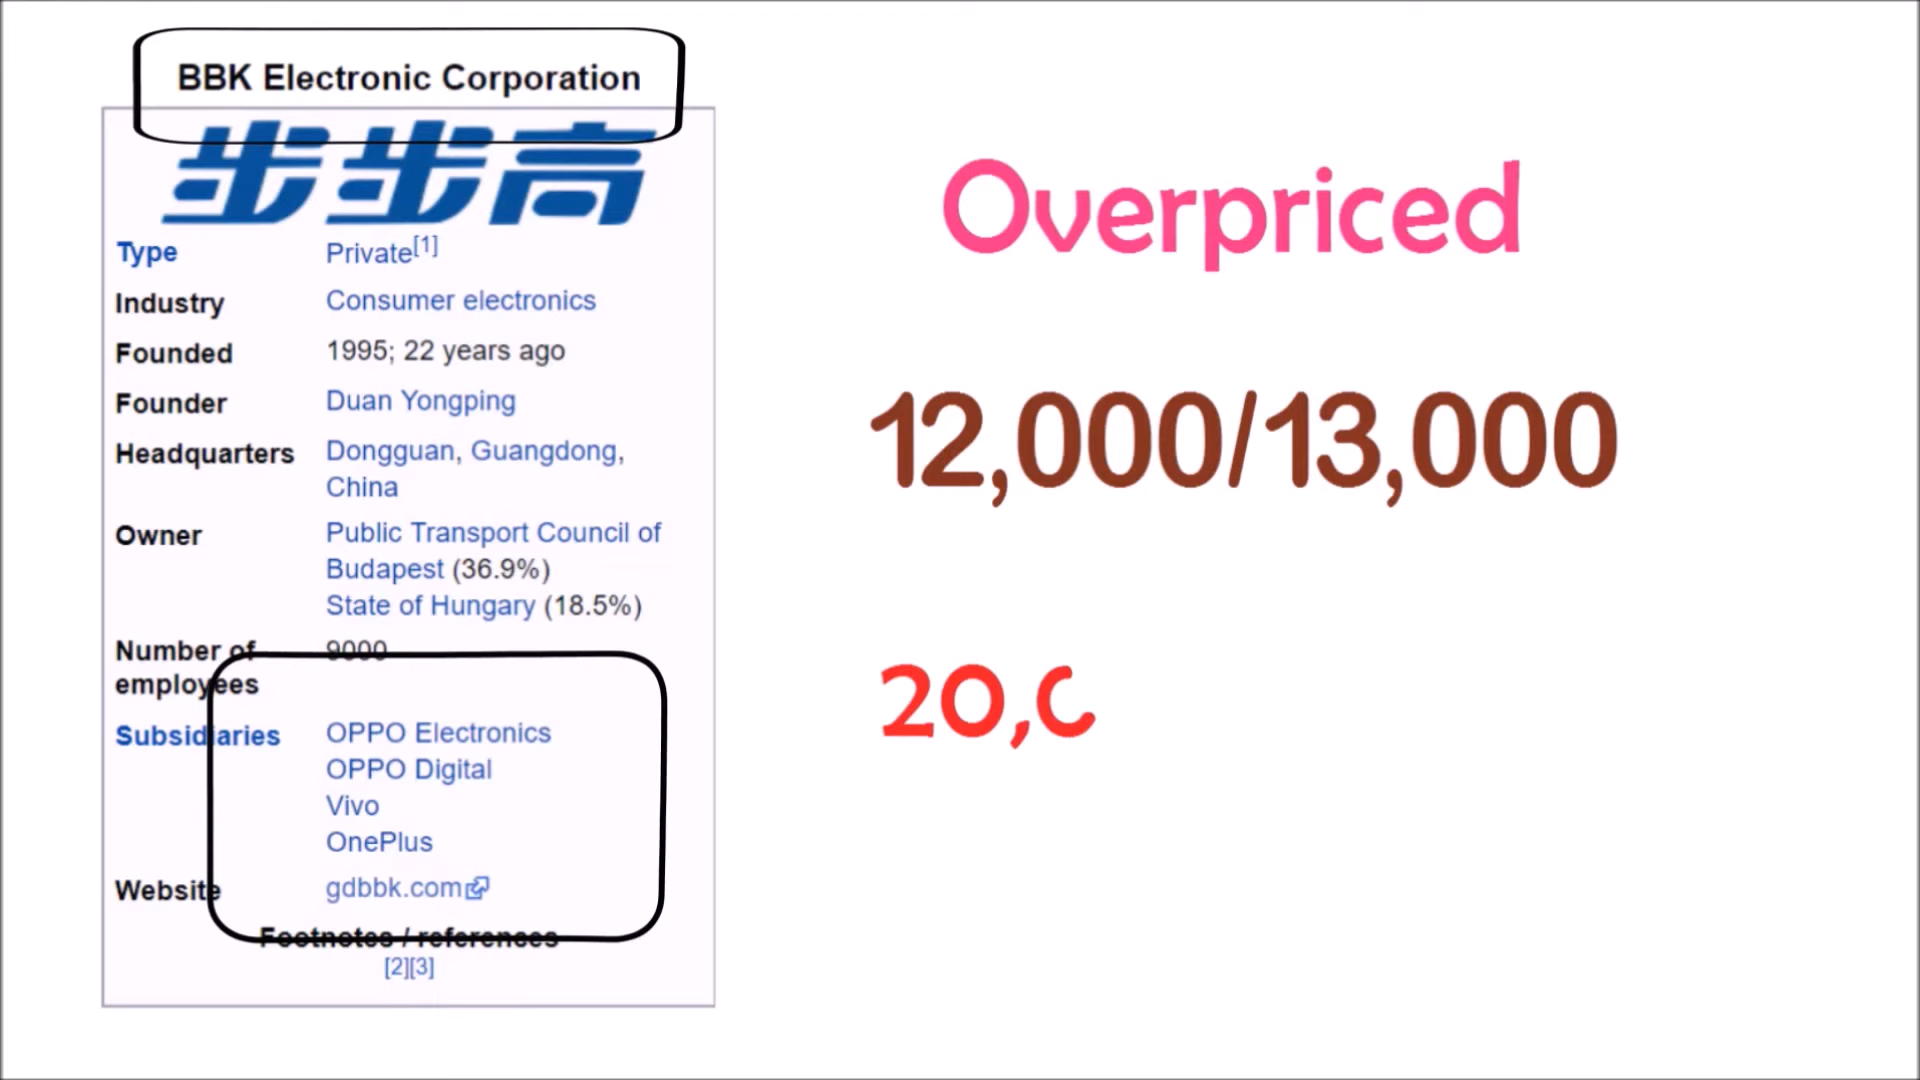 BBK Electronic Corporation
步步高
Type Private[1]
Industry Consumer electronics
Founded 1995; 22 years ago
Founder Duan Yongping
Headquarters Dongguan, Guangdong,
China
Owner Public Transport Council of
Budapest (36.9%)
State of Hungary (18.5%)
Number of 9000
employees
Subsidiaries OPPO Electronics
OPPO Digital
Vivo
OnePlus
Website gdbbk.com
Footnotes / references
[2][3]
Overpriced
12,000/13,000
20,